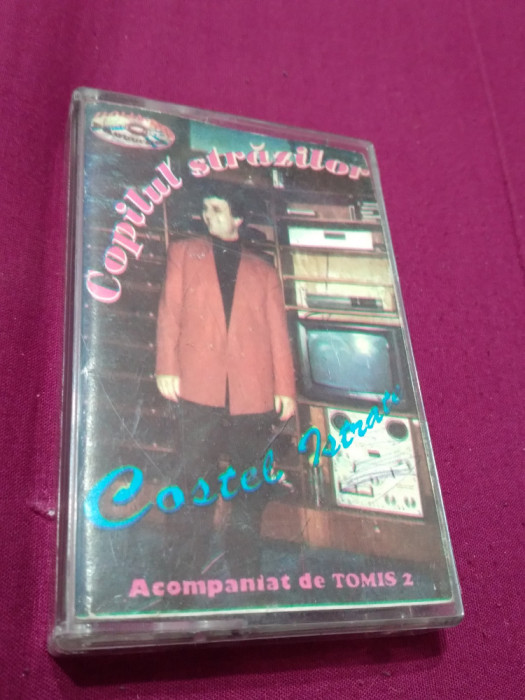 Copilul străzilor
Costel Istrati
Acompaniat de TOMIS 2